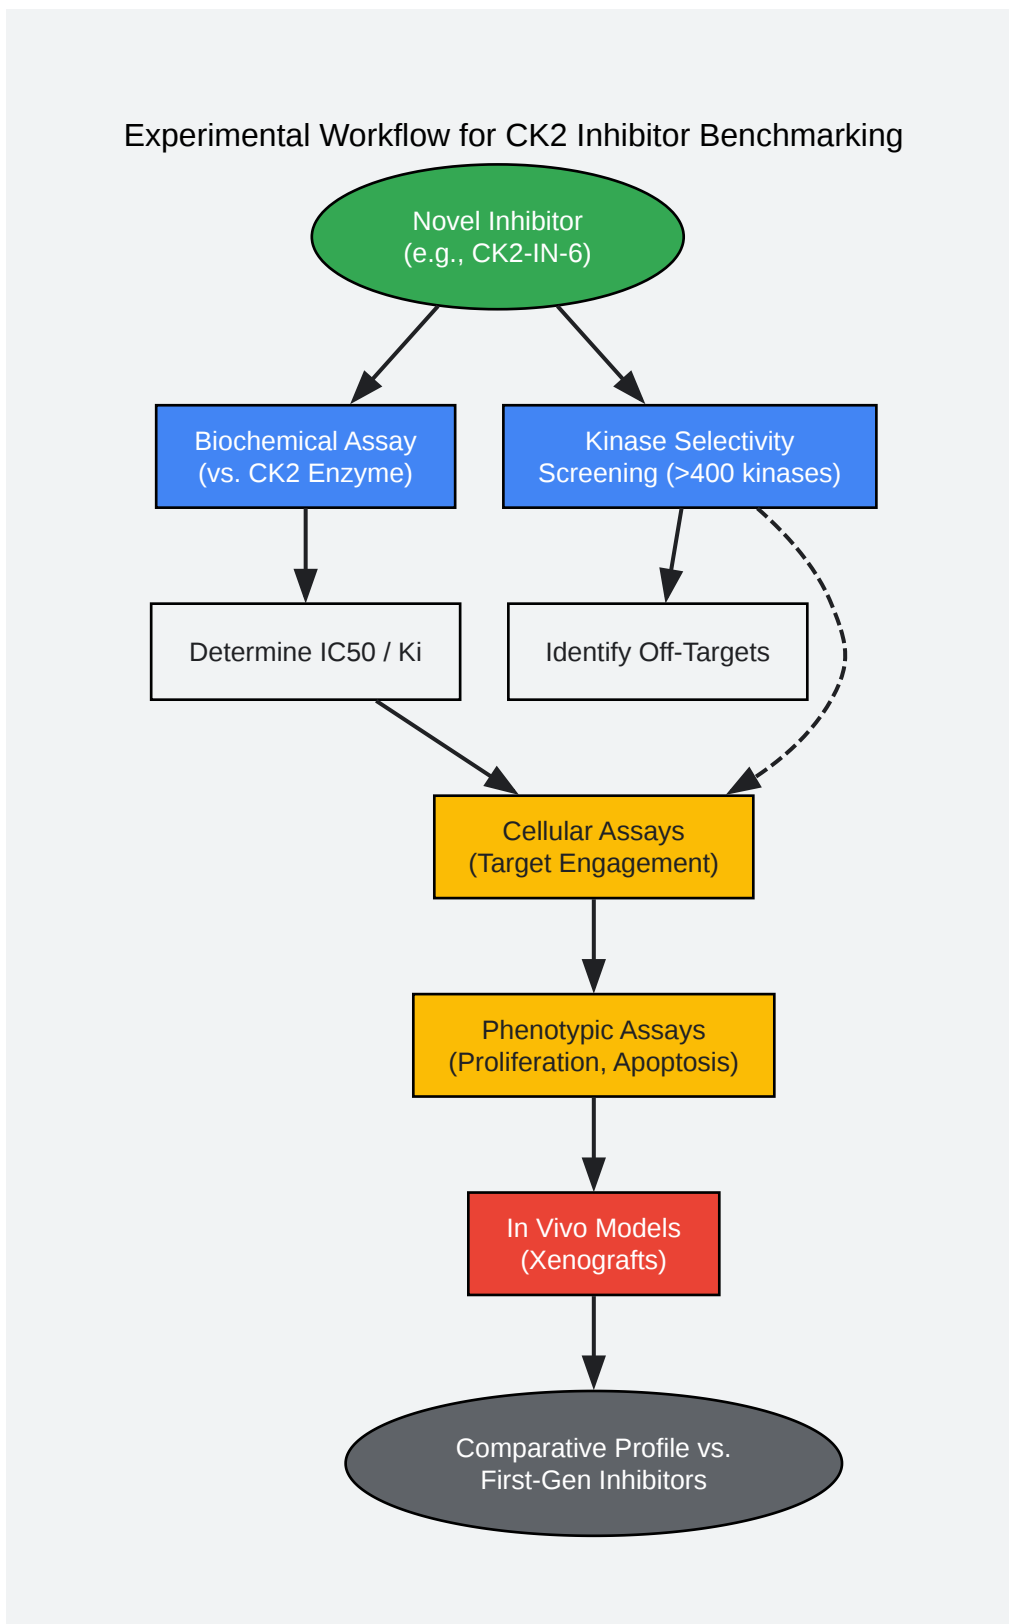 Experimental Workflow for CK2 Inhibitor Benchmarking
Novel Inhibitor
(e.g., CK2-IN-6)
Biochemical Assay
(vs. CK2 Enzyme)
Kinase Selectivity
Screening (>400 kinases)
Determine IC50 / Ki
Identify Off-Targets
Cellular Assays
(Target Engagement)
Phenotypic Assays
(Proliferation, Apoptosis)
In Vivo Models
(Xenografts)
Comparative Profile vs.
First-Gen Inhibitors